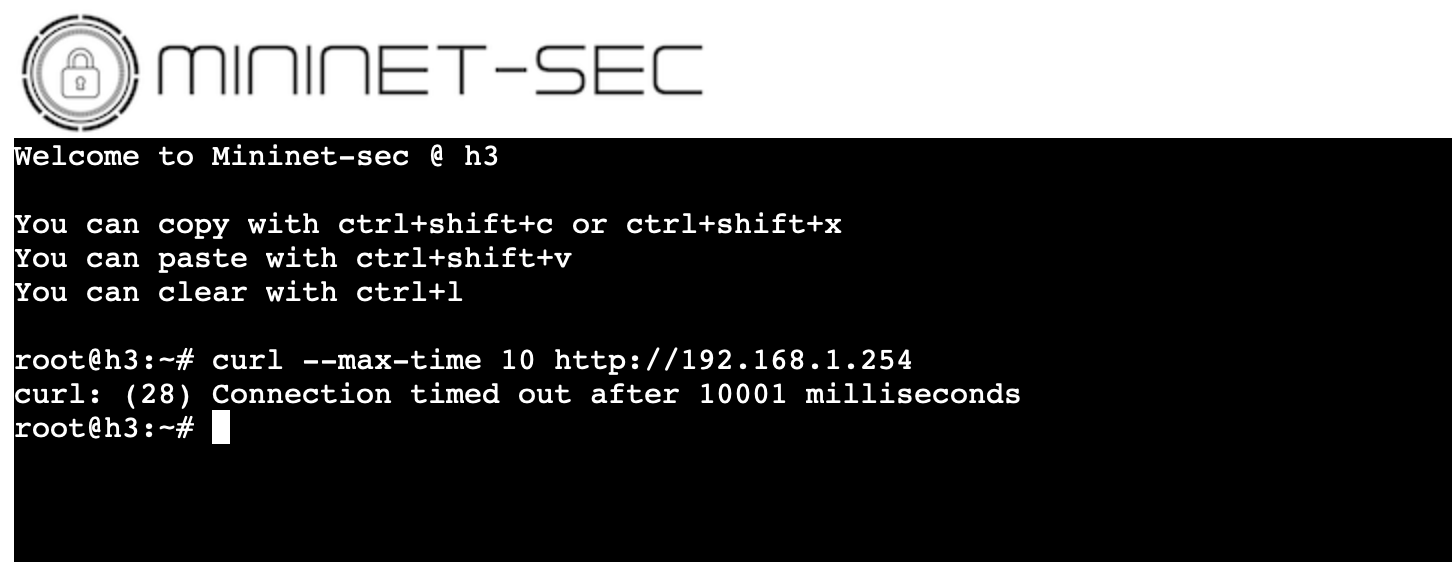 MININET-SEC
Welcome to Mininet-sec @ h3
You can copy with ctrl+shift+c or ctrl+shift+x
You can paste with ctrl+shift+v
You can clear with ctrl+l
root@h3:~# curl --max-time 10 http://192.168.1.254
curl: (28) Connection timed out after 10001 milliseconds
root@h3:~#